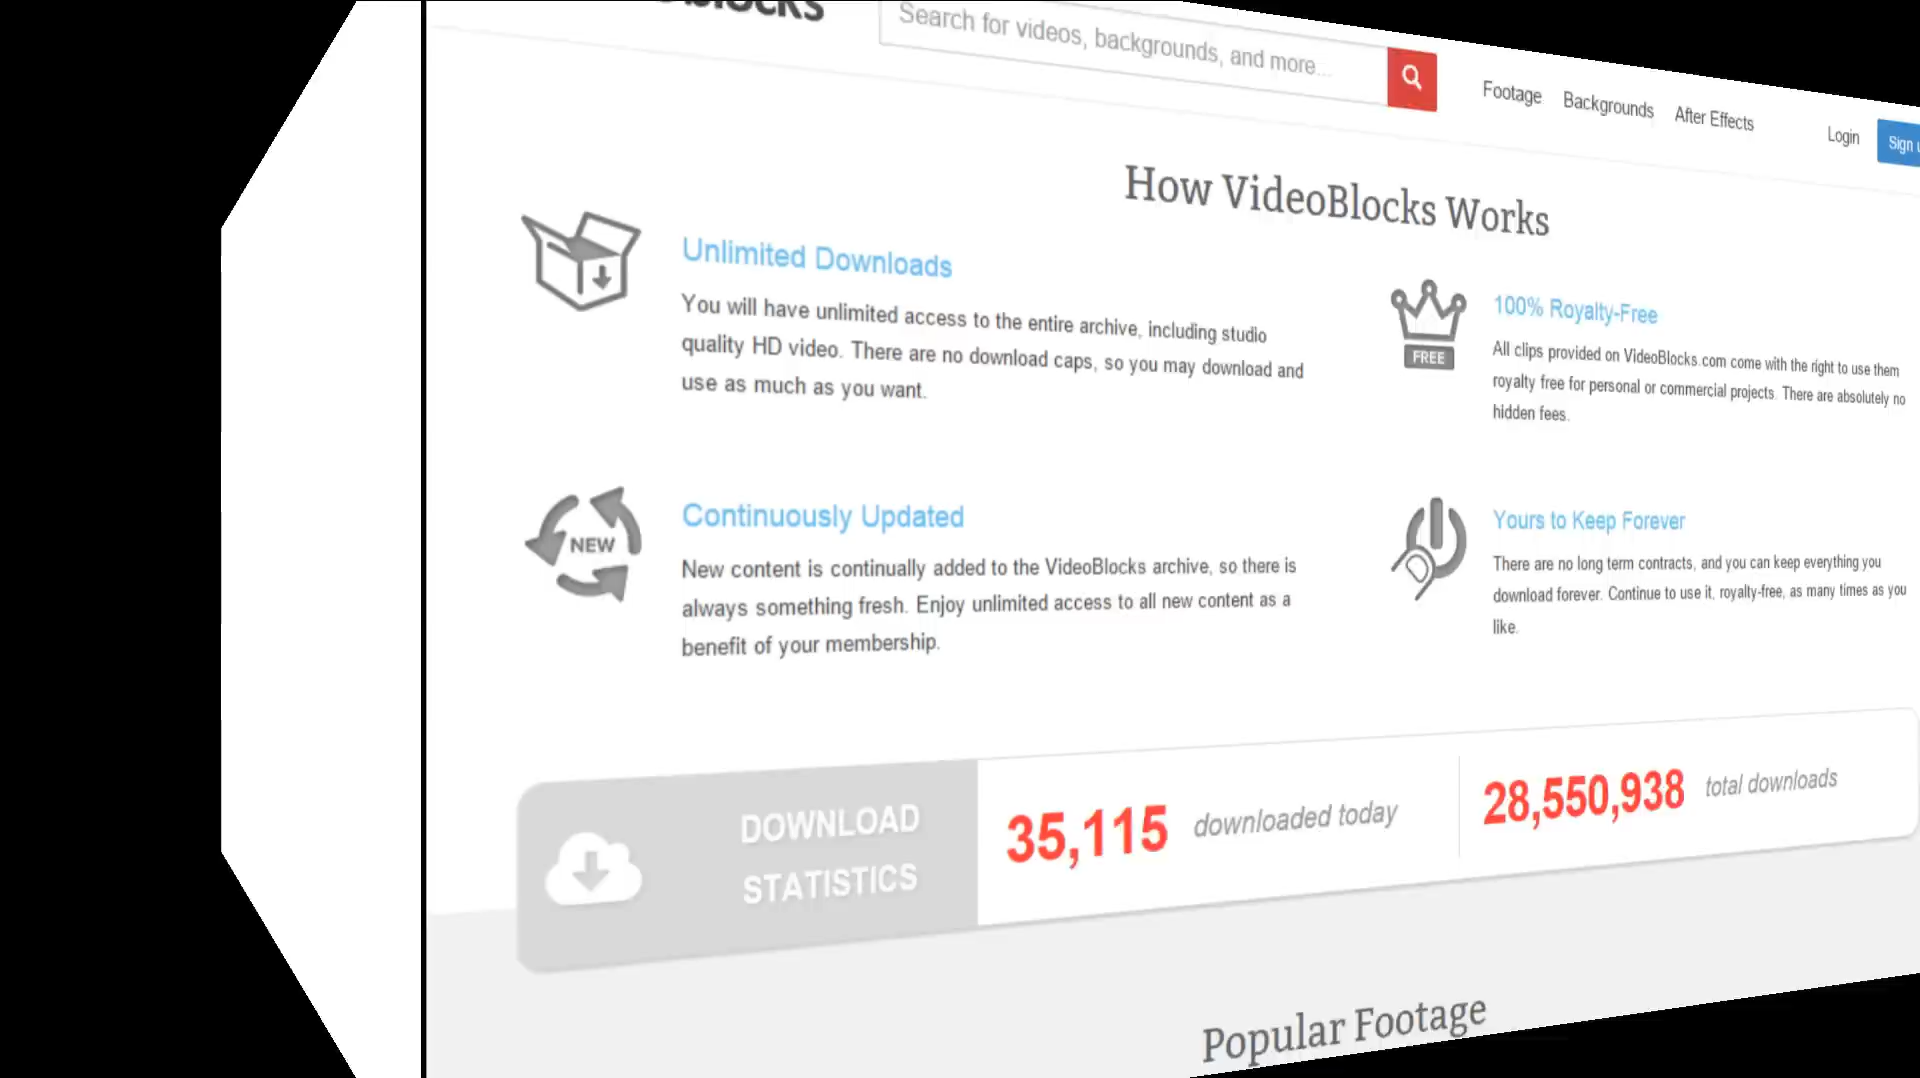 Search for videos, backgrounds, and more...
Footage Backgrounds After Effects
Login Sign
How VideoBlocks Works
Unlimited Downloads
You will have unlimited access to the entire archive, including studio
quality HD video. There are no download caps, so you may download and
use as much as you want.
FREE
100% Royalty-Free
All clips provided on VideoBlocks.com come with the right to use them
royalty free for personal or commercial projects. There are absolutely no
hidden fees.
NEW
Continuously Updated
New content is continually added to the VideoBlocks archive, so there is
always something fresh. Enjoy unlimited access to all new content as a
benefit of your membership.
Yours to Keep Forever
There are no long term contracts, and you can keep everything you
download forever. Continue to use it, royalty-free, as many times as you
like.
DOWNLOAD
STATISTICS
35,115 downloaded today
28,550,938 total downloads
Popular Footage